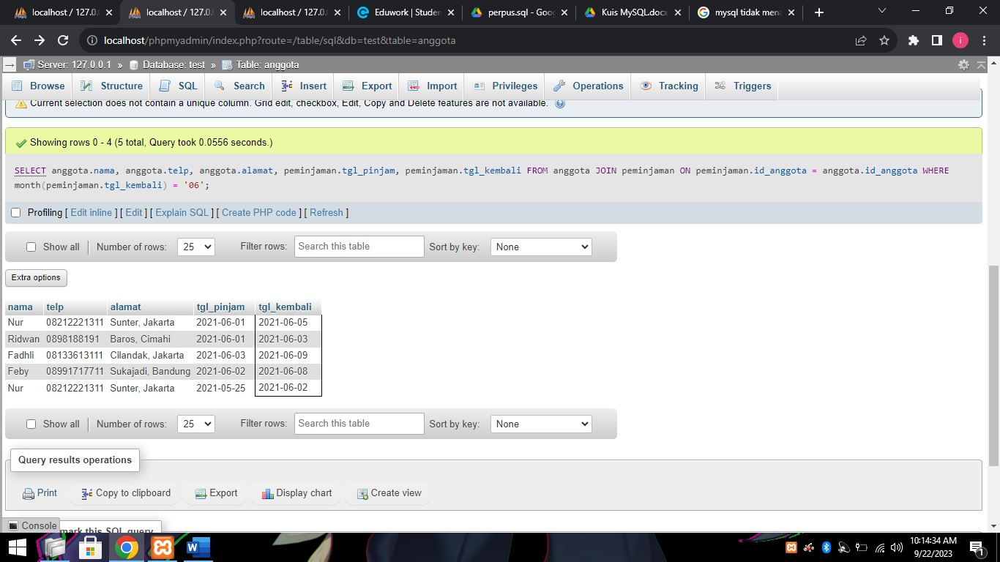 localhost / 127.0. localhost / 127.0. localhost / 127.0. Eduwork | Studen perpus.sql - Goo Kuis MySQL.docx mysql tidak mena
localhost/phpmyadmin/index.php?route=/table/sql&db=test&table=anggota
Server: 127.0.0.1 » Database: test » Table: anggota
Browse Structure SQL Search Insert Export Import Privileges Operations Tracking Triggers
Current selection does not contain a unique column. Grid edit, checkbox, Edit, Copy and Delete features are not available.
Showing rows 0 - 4 (5 total, Query took 0.0556 seconds.)
SELECT anggota.nama, anggota.telp, anggota.alamat, peminjaman.tgl_pinjam, peminjaman.tgl_kembali FROM anggota JOIN peminjaman ON peminjaman.id_anggota = anggota.id_anggota WHERE
month(peminjaman.tgl_kembali) = '06';
Profiling [ Edit inline ] [ Edit ] [ Explain SQL ] [ Create PHP code ] [ Refresh ]
Show all Number of rows: 25 Filter rows: Search this table Sort by key: None
Extra options
nama telp alamat tgl_pinjam tgl_kembali
Nur 08212221311 Sunter, Jakarta 2021-06-01 2021-06-05
Ridwan 0898188191 Baros, Cimahi 2021-06-01 2021-06-03
Fadhli 08133613111 Cilandak, Jakarta 2021-06-03 2021-06-09
Feby 08991717711 Sukajadi, Bandung 2021-06-02 2021-06-08
Nur 08212221311 Sunter, Jakarta 2021-05-25 2021-06-02
Show all Number of rows: 25 Filter rows: Search this table Sort by key: None
Query results operations
Print Copy to clipboard Export Display chart Create view
Console mark this SQL query
10:14:34 AM
9/22/2023